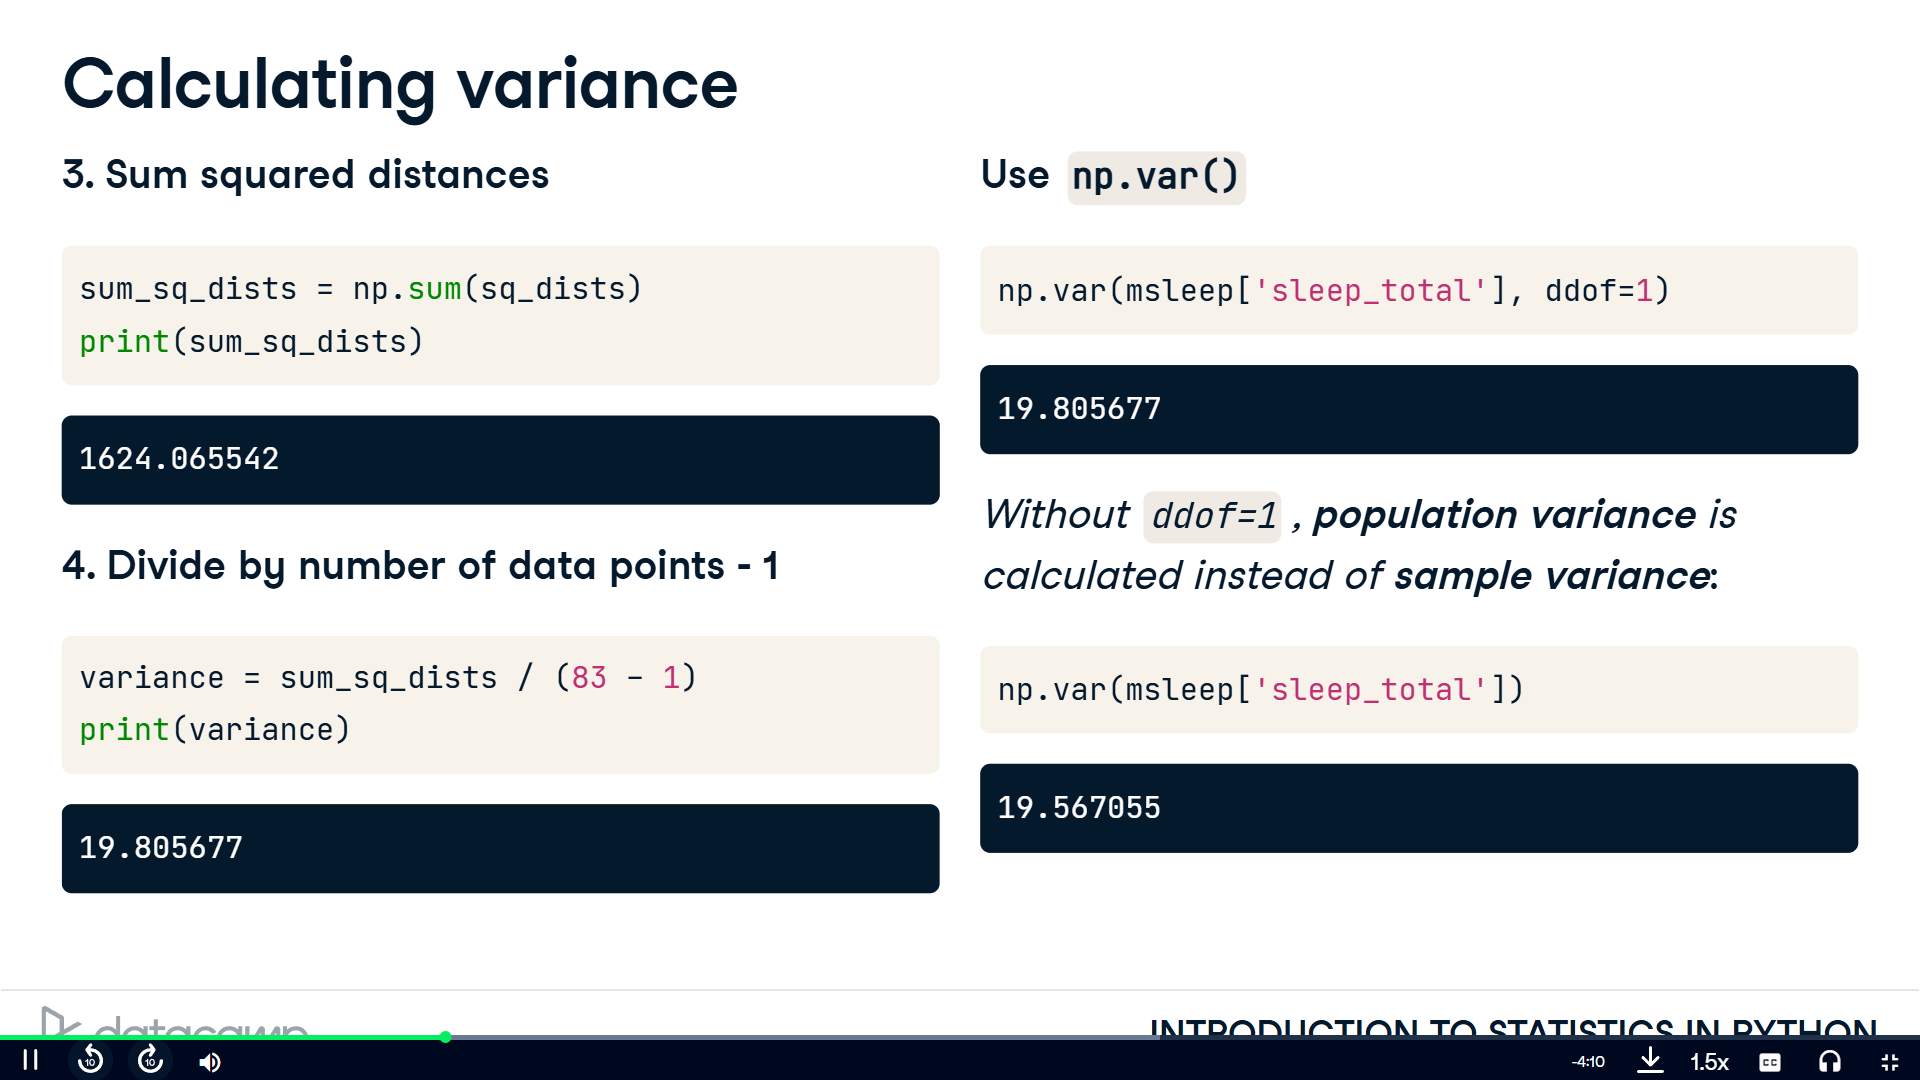 Calculating variance
3. Sum squared distances
sum_sq_dists = np.sum(sq_dists)
print(sum_sq_dists)
1624.065542
4. Divide by number of data points - 1
variance = sum_sq_dists / (83 - 1)
print(variance)
19.805677
Use np.var()
np.var(msleep['sleep_total'], ddof=1)
19.805677
Without ddof=1 , population variance is
calculated instead of sample variance:
np.var(msleep['sleep_total'])
19.567055
datacamp
INTRODUCTION TO STATISTICS IN PYTHON
10
10
-4:10
1.5x
CC